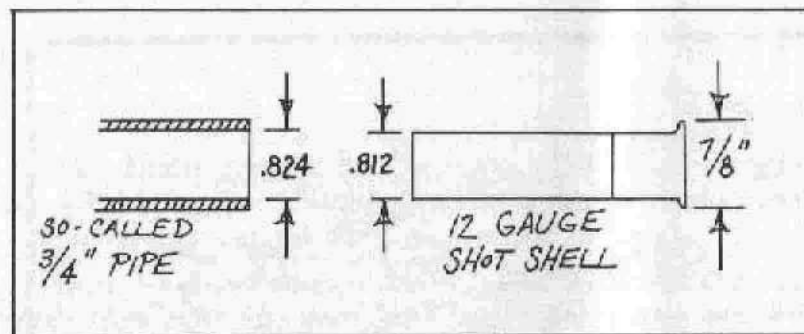 .824
.812
7/8"
SO-CALLED
3/4" PIPE
12 GAUGE
SHOT SHELL